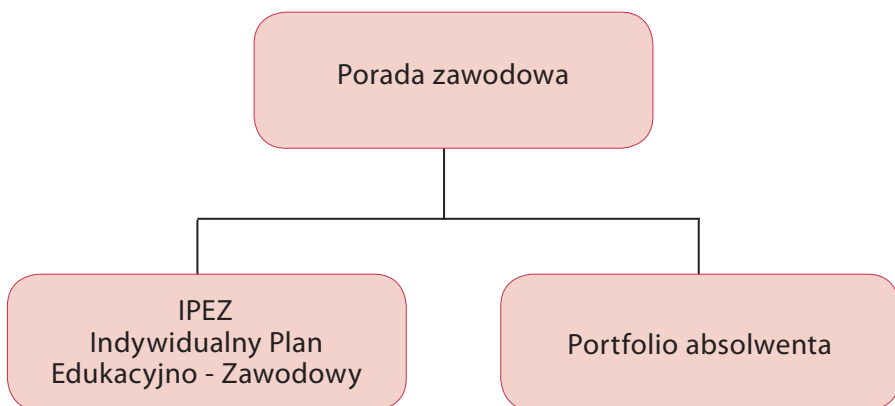 Porada zawodowa
IPEZ
Indywidualny Plan
Edukacyjno - Zawodowy
Portfolio absolwenta